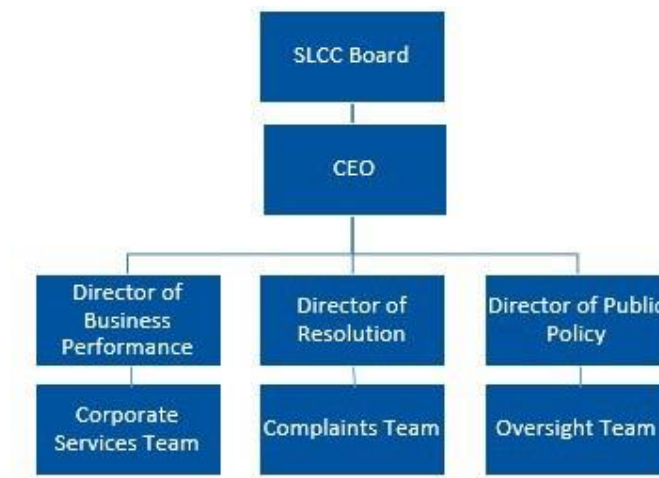 SLCC Board
CEO
Director of
Business
Performance
Director of
Resolution
Director of Public
Policy
Corporate
Services Team
Complaints Team
Oversight Team